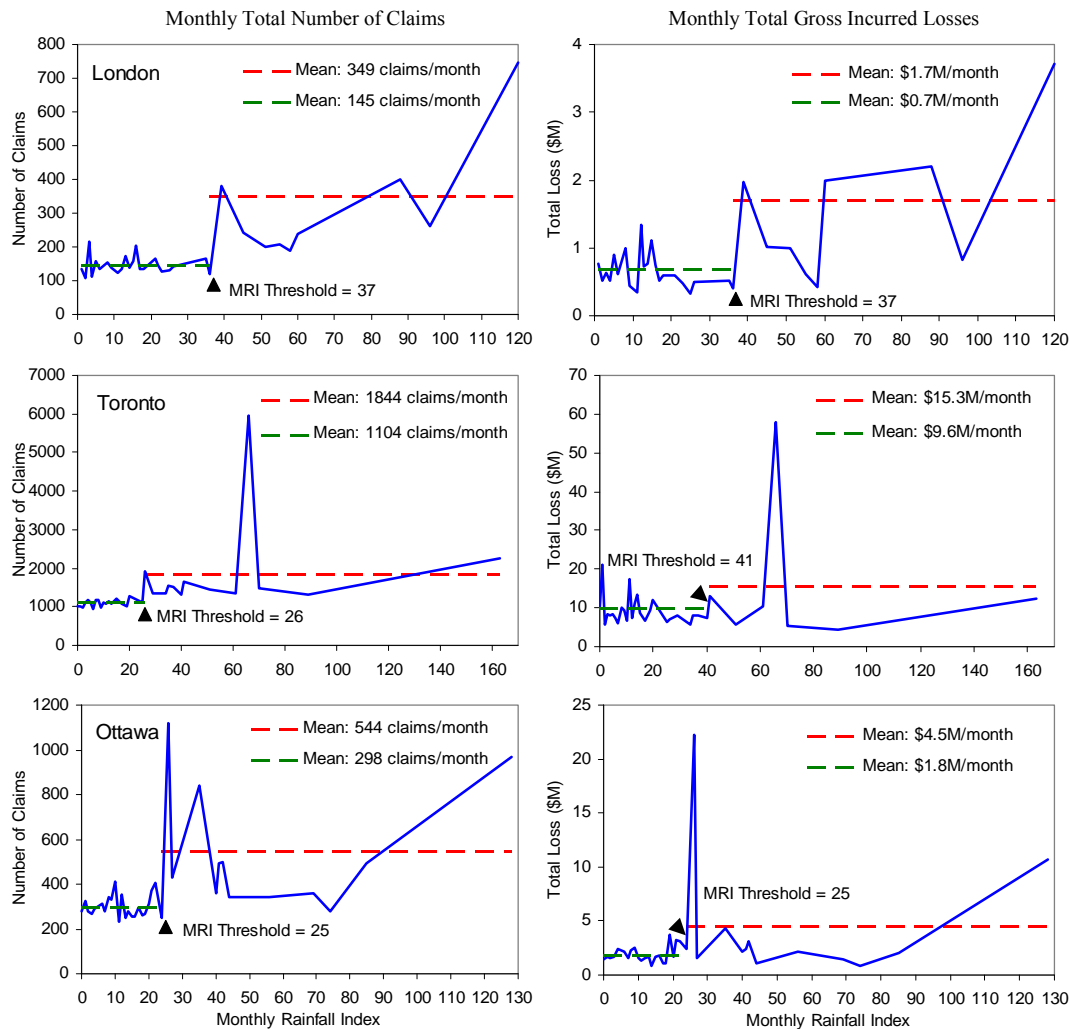 Monthly Total Number of Claims
Monthly Total Gross Incurred Losses
London
Mean: 349 claims/month
Mean: 145 claims/month
MRI Threshold = 37
Number of Claims
0
100
200
300
400
500
600
700
800
0 10 20 30 40 50 60 70 80 90 100 110 120
Mean: $1.7M/month
Mean: $0.7M/month
MRI Threshold = 37
Total Loss ($M)
0
1
2
3
4
0 10 20 30 40 50 60 70 80 90 100 110 120
Toronto
Mean: 1844 claims/month
Mean: 1104 claims/month
MRI Threshold = 26
Number of Claims
0
1000
2000
3000
4000
5000
6000
7000
0 20 40 60 80 100 120 140 160
Mean: $15.3M/month
Mean: $9.6M/month
MRI Threshold = 41
Total Loss ($M)
0
10
20
30
40
50
60
70
0 20 40 60 80 100 120 140 160
Ottawa
Mean: 544 claims/month
Mean: 298 claims/month
MRI Threshold = 25
Number of Claims
0
200
400
600
800
1000
1200
0 10 20 30 40 50 60 70 80 90 100 110 120 130
Monthly Rainfall Index
Mean: $4.5M/month
Mean: $1.8M/month
MRI Threshold = 25
Total Loss ($M)
0
5
10
15
20
25
0 10 20 30 40 50 60 70 80 90 100 110 120 130
Monthly Rainfall Index